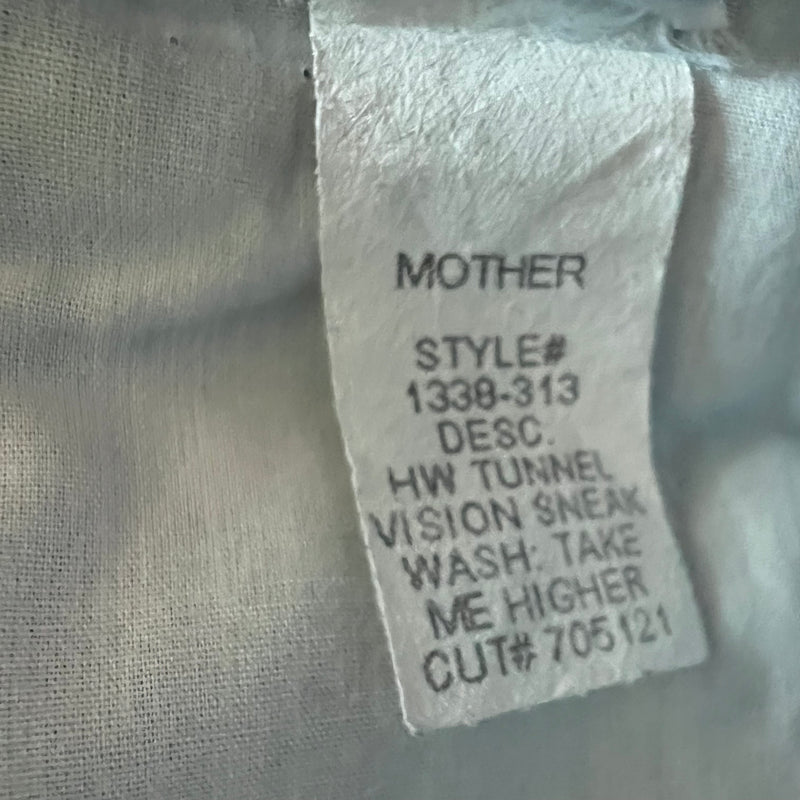 MOTHER
STYLE#
1338-313
DESC.
HW TUNNEL
VISION SNEAK
WASH: TAKE
ME HIGHER
CUT# 705121